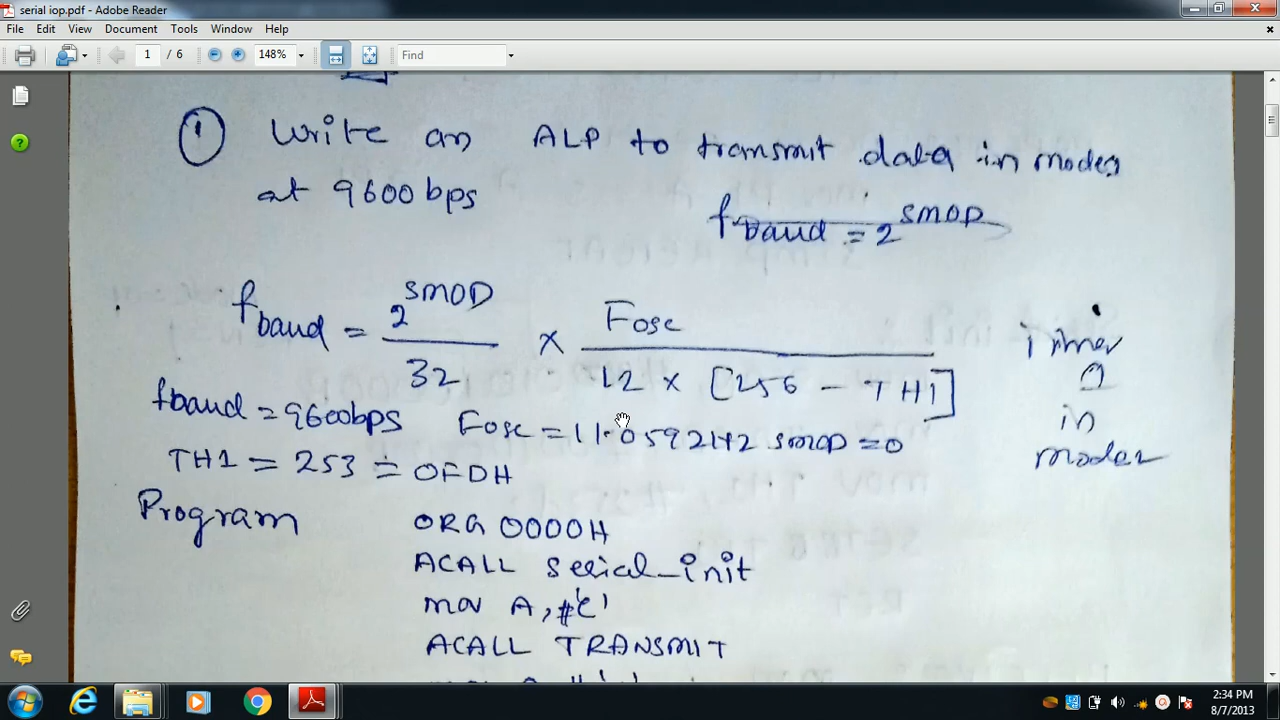 serial iop.pdf - Adobe Reader
File Edit View Document Tools Window Help
1 / 6 148% Find
1 Write an ALP to transmit data in mode
at 9600 bps
fbaud = 2^SMOD
fbaud = 2^SMOD / 32 × Fosc / 12 × [256 - TH1]
timer 1 in mode2
fbaud = 9600bps Fosc = 11.0592 SMOD = 0
TH1 = 253 = 0FDH
Program ORG 0000H
ACALL serial_init
mov A, #'C'
ACALL TRANSMIT
2:34 PM
8/7/2013